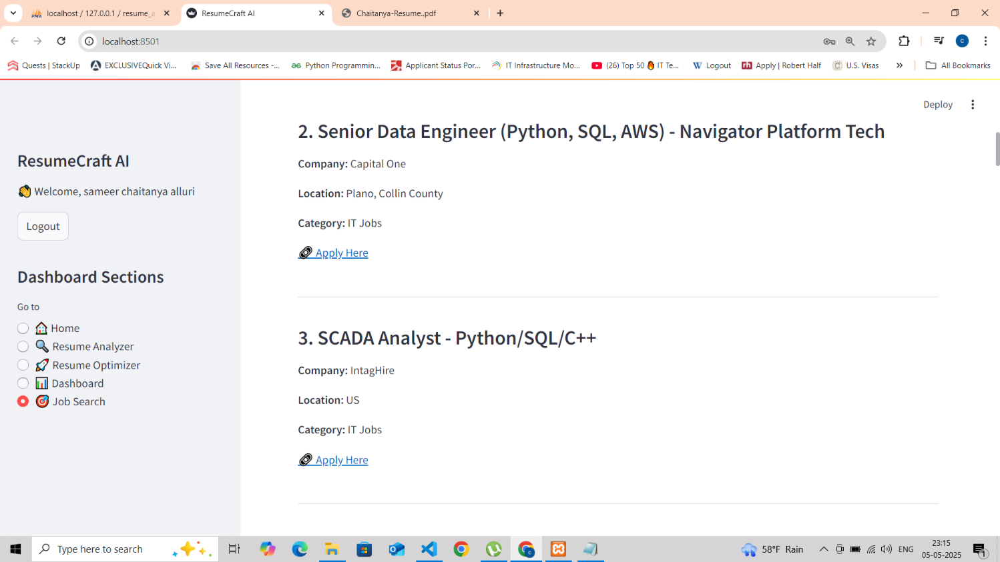 localhost / 127.0.0.1 / resume_a
ResumeCraft AI
Chaitanya-Resume..pdf
localhost:8501
Quests | StackUp
EXCLUSIVEQuick Vi...
Save All Resources -...
Python Programmin...
Applicant Status Por...
IT Infrastructure Mo...
(26) Top 50 🔥 IT Te...
Logout
Apply | Robert Half
U.S. Visas
»
All Bookmarks
Deploy
ResumeCraft AI
👋 Welcome, sameer chaitanya alluri
Logout
Dashboard Sections
Go to
🏠 Home
🔍 Resume Analyzer
🚀 Resume Optimizer
📊 Dashboard
🎯 Job Search
2. Senior Data Engineer (Python, SQL, AWS) - Navigator Platform Tech
Company: Capital One
Location: Plano, Collin County
Category: IT Jobs
🔗 Apply Here
3. SCADA Analyst - Python/SQL/C++
Company: IntagHire
Location: US
Category: IT Jobs
🔗 Apply Here
Type here to search
58°F Rain
ENG
23:15
05-05-2025
1